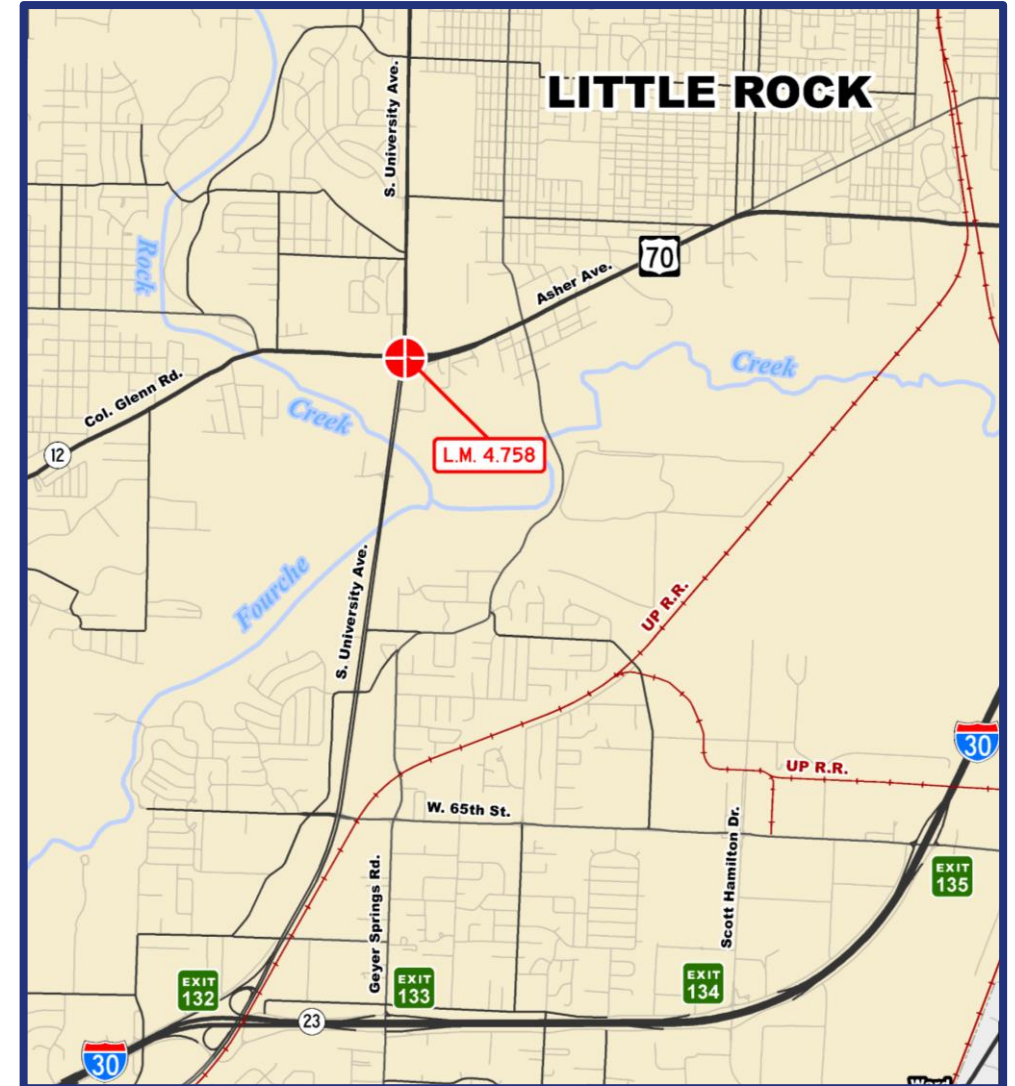 LITTLE ROCK
S. University Ave.
Rock
70
Asher Ave.
Creek
Col. Glenn Rd.
Creek
12
L.M. 4.758
Fourche
S. University Ave.
UP R.R.
30
UP R.R.
W. 65th St.
Scott Hamilton Dr.
EXIT
135
Geyer Springs Rd.
EXIT
132
EXIT
133
EXIT
134
23
30